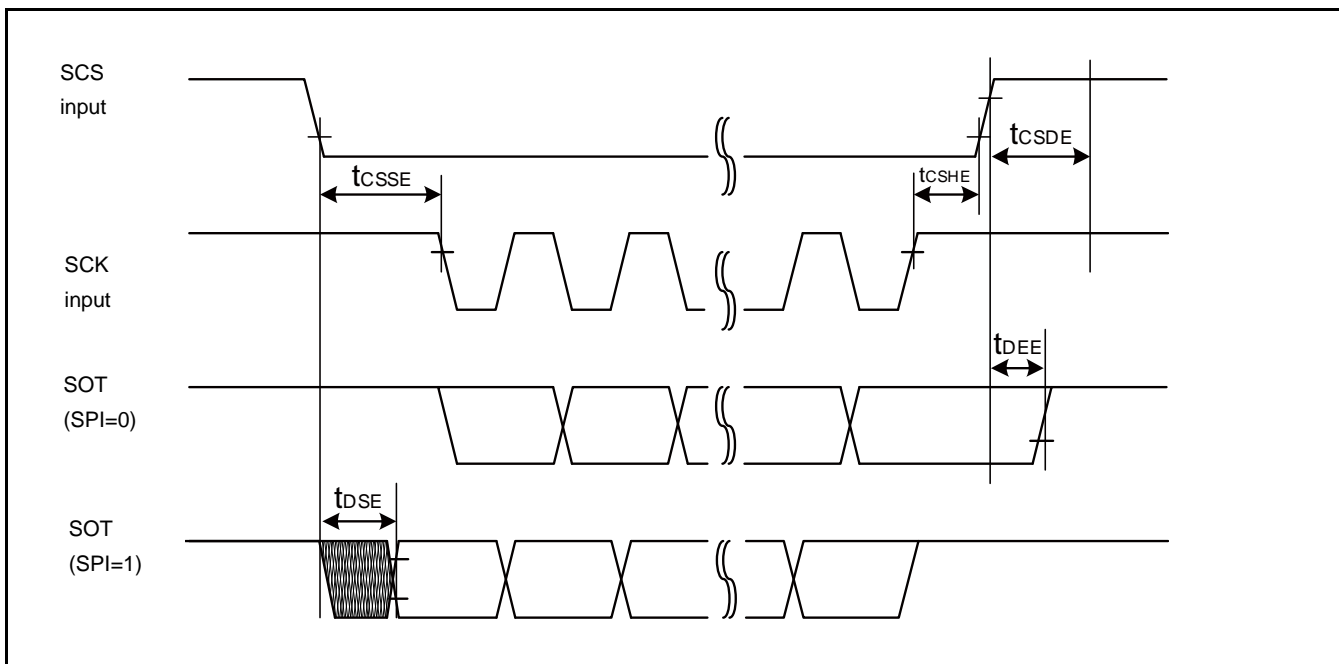 SCS
input
tCSDE
tCSSE
tCSHE
SCK
input
tDEE
SOT
(SPI=0)
tDSE
SOT
(SPI=1)